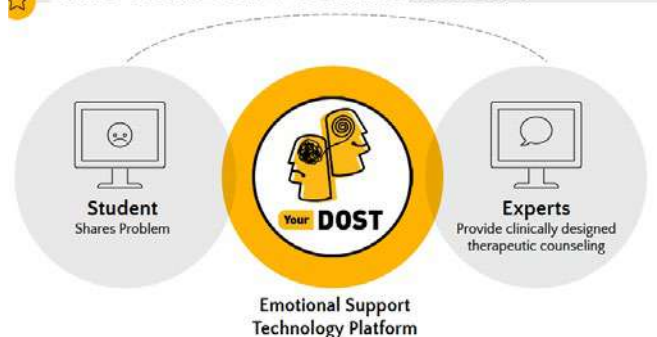 Student
Shares Problem
Your DOST
Experts
Provide clinically designed
therapeutic counseling
Emotional Support
Technology Platform